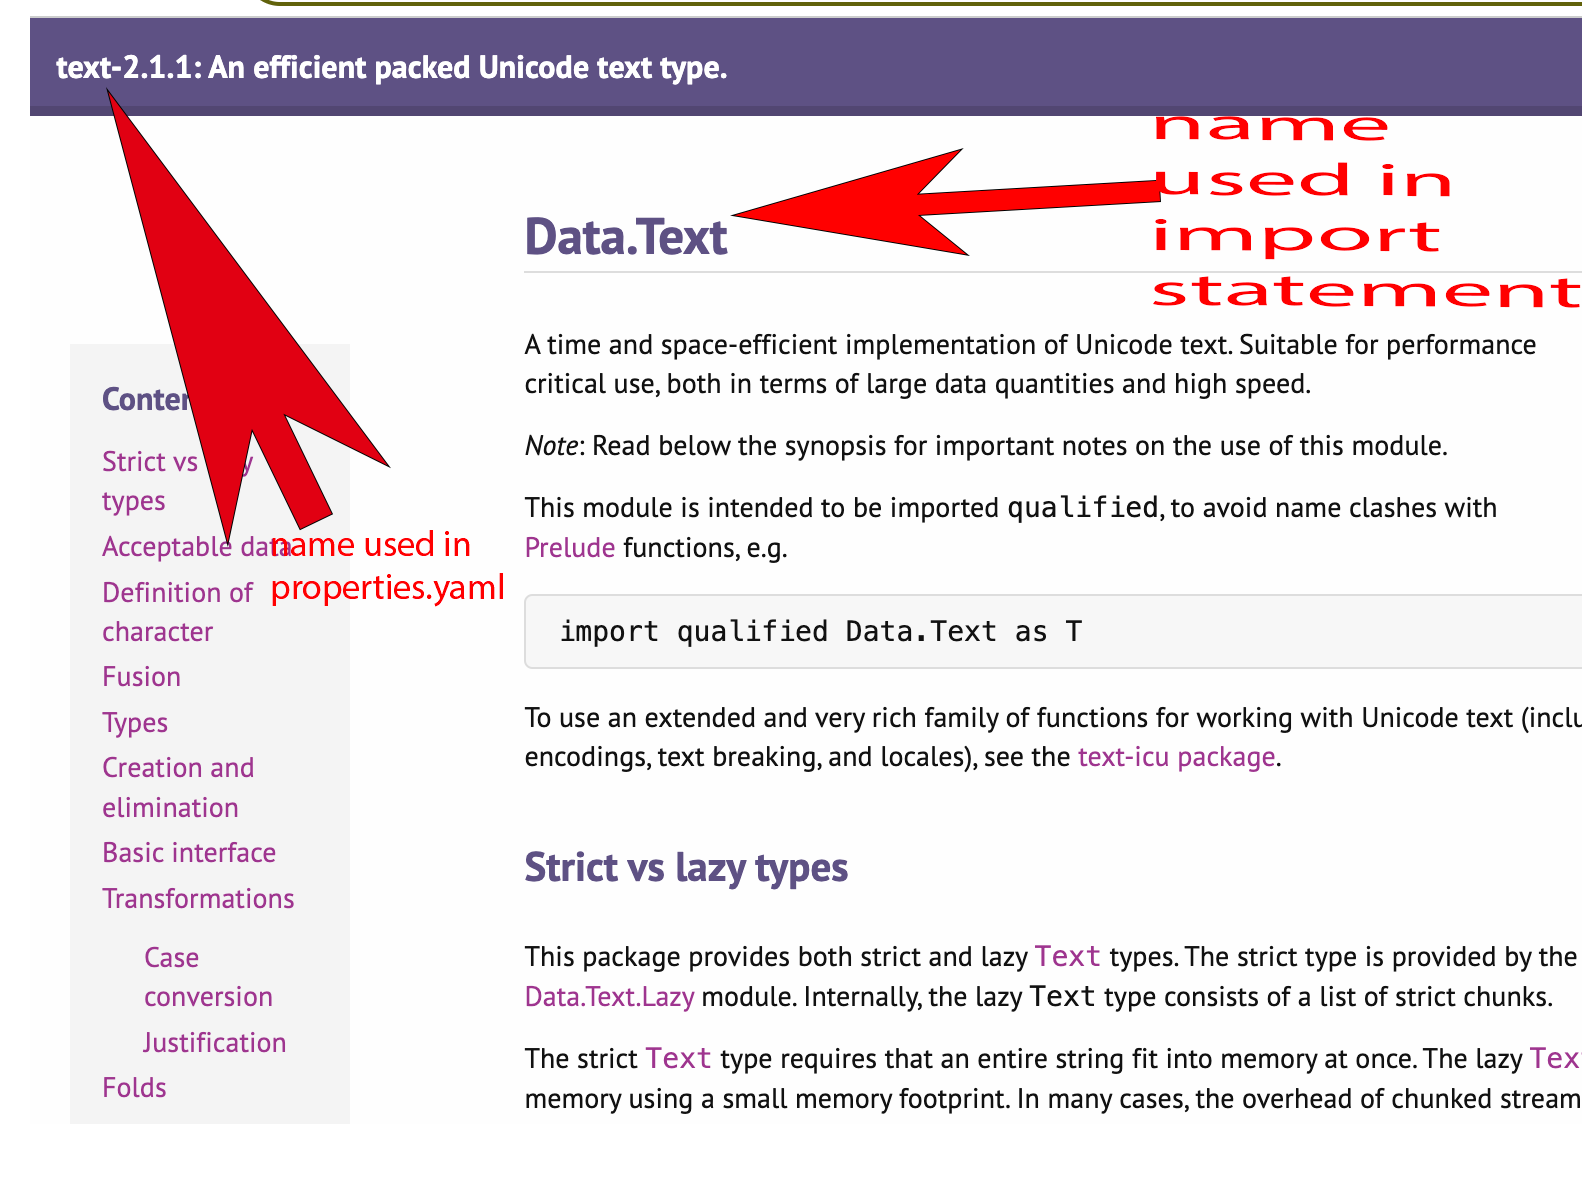 text-2.1.1: An efficient packed Unicode text type.
name
used in
import
statement
Data.Text
A time and space-efficient implementation of Unicode text. Suitable for performance
critical use, both in terms of large data quantities and high speed.
Note: Read below the synopsis for important notes on the use of this module.
This module is intended to be imported qualified, to avoid name clashes with
Prelude functions, e.g.
import qualified Data.Text as T
To use an extended and very rich family of functions for working with Unicode text (inclu
encodings, text breaking, and locales), see the text-icu package.
Strict vs lazy types
This package provides both strict and lazy Text types. The strict type is provided by the
Data.Text.Lazy module. Internally, the lazy Text type consists of a list of strict chunks.
The strict Text type requires that an entire string fit into memory at once. The lazy Tex
memory using a small memory footprint. In many cases, the overhead of chunked stream
name used in
properties.yaml
Conten
Strict vs
types
Acceptable data
Definition of
character
Fusion
Types
Creation and
elimination
Basic interface
Transformations
Case
conversion
Justification
Folds